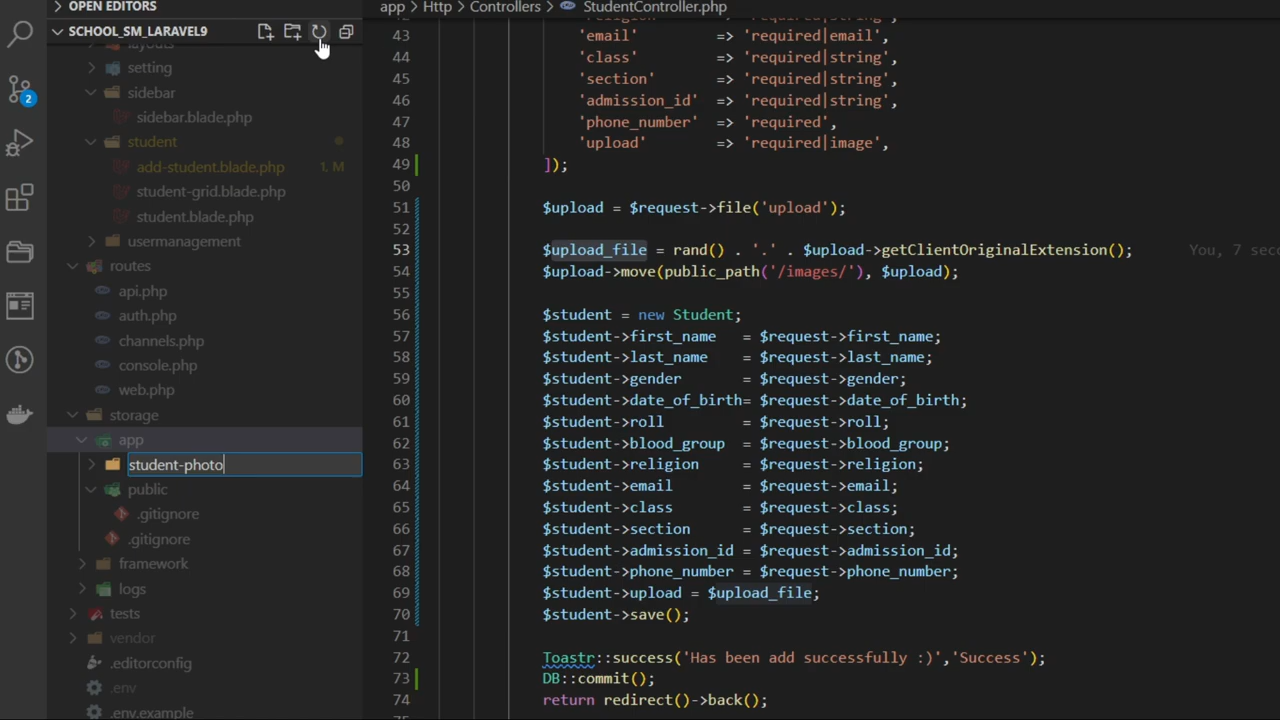 OPEN EDITORS
SCHOOL_SM_LARAVEL9
layouts
setting
sidebar
sidebar.blade.php
student
add-student.blade.php 1, M
student-grid.blade.php
student.blade.php
usermanagement
routes
api.php
auth.php
channels.php
console.php
web.php
storage
app
student-photo
public
.gitignore
.gitignore
framework
logs
tests
vendor
.editorconfig
.env
.env.example
2
app > Http > Controllers > StudentController.php
42
43 'email' => 'required|email',
44 'class' => 'required|string',
45 'section' => 'required|string',
46 'admission_id' => 'required|string',
47 'phone_number' => 'required',
48 'upload' => 'required|image',
49 ]);
50
51 $upload = $request->file('upload');
52
53 $upload_file = rand() . '.' . $upload->getClientOriginalExtension(); You, 7 seco
54 $upload->move(public_path('/images/'), $upload);
55
56 $student = new Student;
57 $student->first_name = $request->first_name;
58 $student->last_name = $request->last_name;
59 $student->gender = $request->gender;
60 $student->date_of_birth= $request->date_of_birth;
61 $student->roll = $request->roll;
62 $student->blood_group = $request->blood_group;
63 $student->religion = $request->religion;
64 $student->email = $request->email;
65 $student->class = $request->class;
66 $student->section = $request->section;
67 $student->admission_id = $request->admission_id;
68 $student->phone_number = $request->phone_number;
69 $student->upload = $upload_file;
70 $student->save();
71
72 Toastr::success('Has been add successfully :)','Success');
73 DB::commit();
74 return redirect()->back();